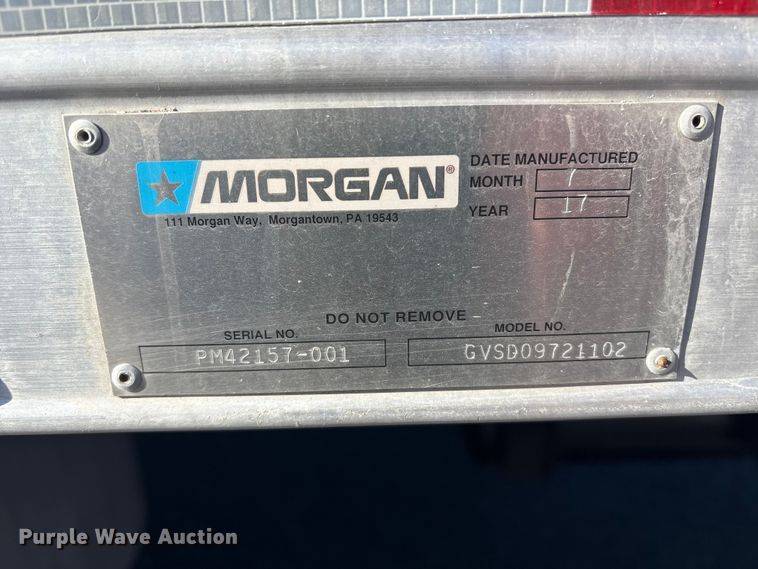 MORGAN®
111 Morgan Way, Morgantown, PA 19543
DATE MANUFACTURED
MONTH 7
YEAR 17
DO NOT REMOVE
SERIAL NO.
PM42157-001
MODEL NO.
GVSD09721102
Purple Wave Auction